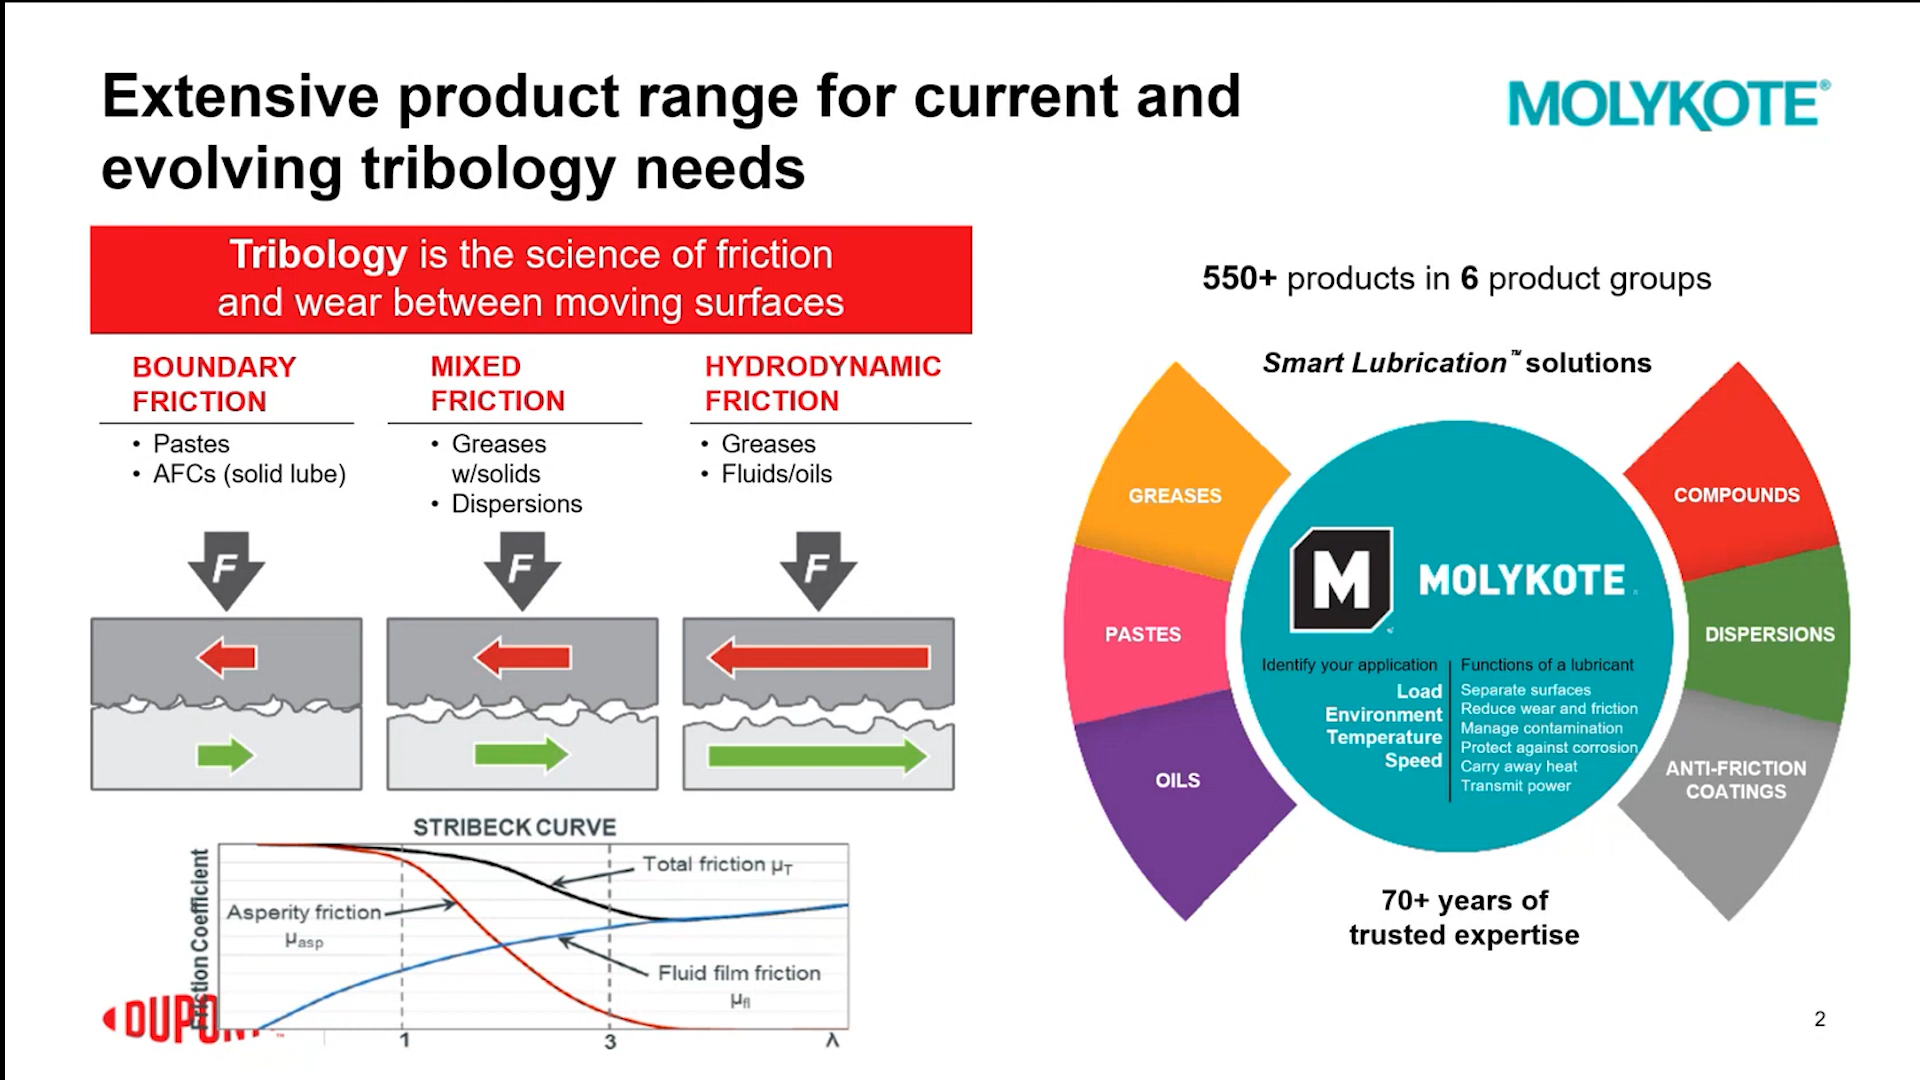 Extensive product range for current and
evolving tribology needs
MOLYKOTE®
Tribology is the science of friction
and wear between moving surfaces
BOUNDARY
FRICTION
• Pastes
• AFCs (solid lube)
MIXED
FRICTION
• Greases
w/solids
• Dispersions
HYDRODYNAMIC
FRICTION
• Greases
• Fluids/oils
F
F
F
STRIBECK CURVE
Friction Coefficient
Total friction μT
Asperity friction
μasp
Fluid film friction
μfl
1
3
λ
550+ products in 6 product groups
Smart Lubrication™ solutions
GREASES
PASTES
OILS
COMPOUNDS
DISPERSIONS
ANTI-FRICTION
COATINGS
M
MOLYKOTE
Identify your application
Load
Environment
Temperature
Speed
Functions of a lubricant
Separate surfaces
Reduce wear and friction
Manage contamination
Protect against corrosion
Carry away heat
Transmit power
70+ years of
trusted expertise
DUPONT™
2